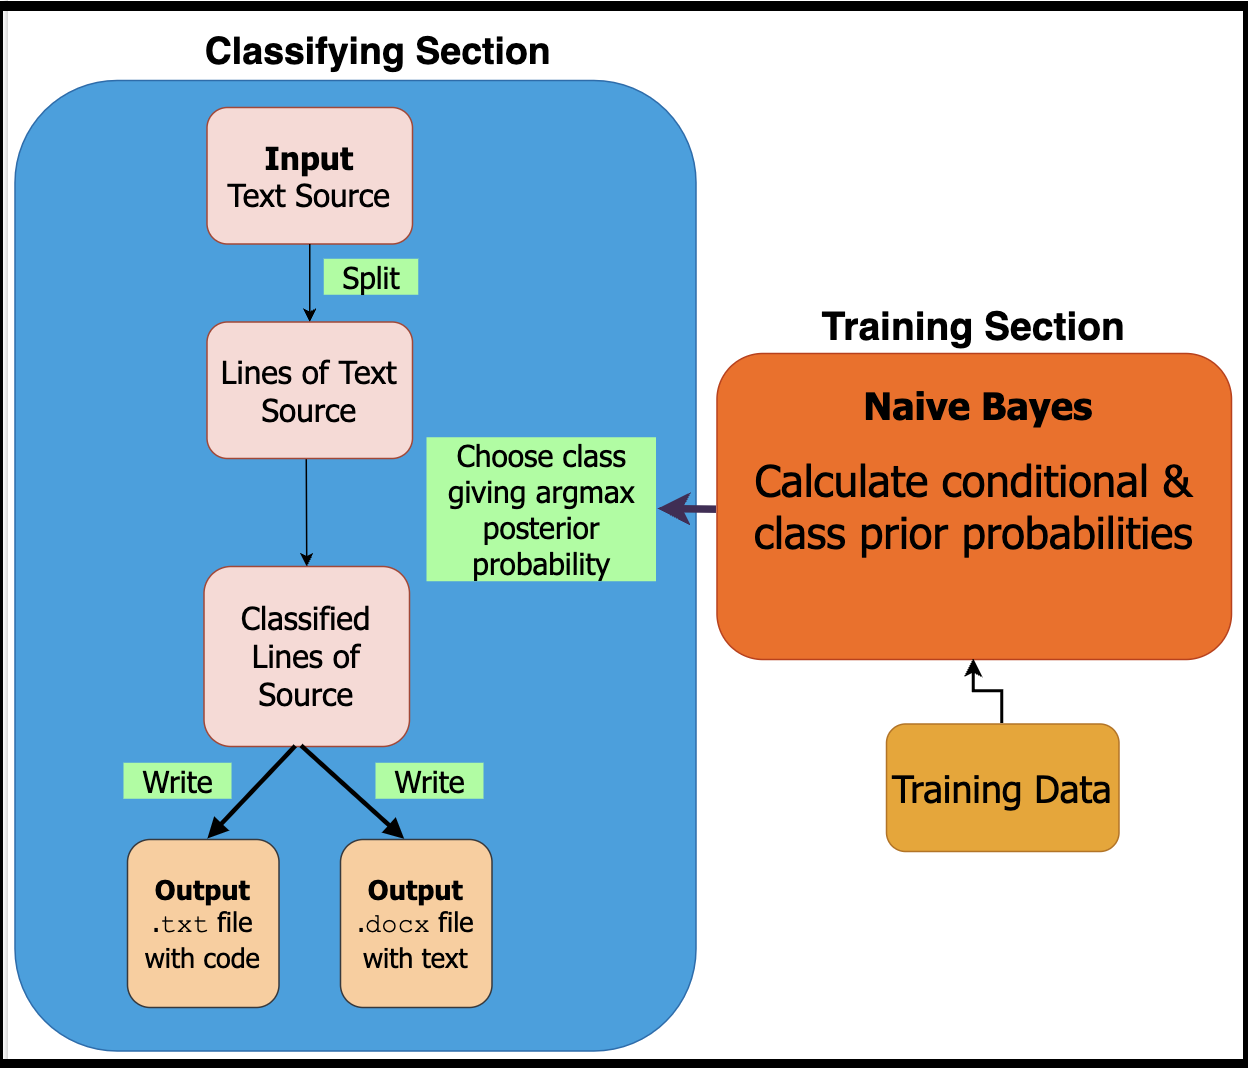 Classifying Section
Input
Text Source
Split
Lines of Text
Source
Choose class
giving argmax
posterior
probability
Classified
Lines of
Source
Write
Write
Output
.txt file
with code
Output
.docx file
with text
Training Section
Naive Bayes
Calculate conditional &
class prior probabilities
Training Data